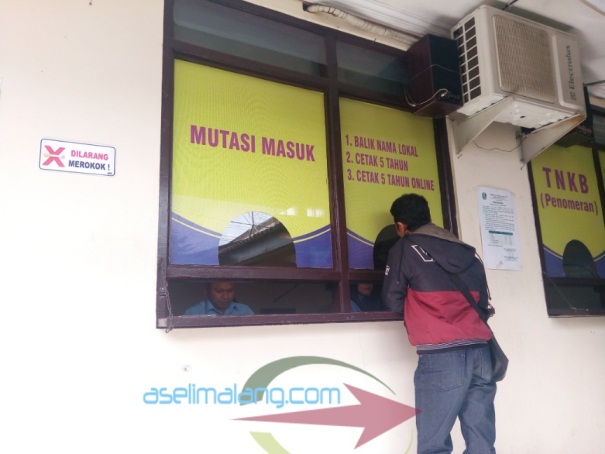 DILARANG
MEROKOK !
MUTASI MASUK
1. BALIK NAMA LOKAL
2. CETAK 5 TAHUN
3. CETAK 5 TAHUN ONLINE
Electrolux
TNKB
(Penomeran)
aselimalang.com